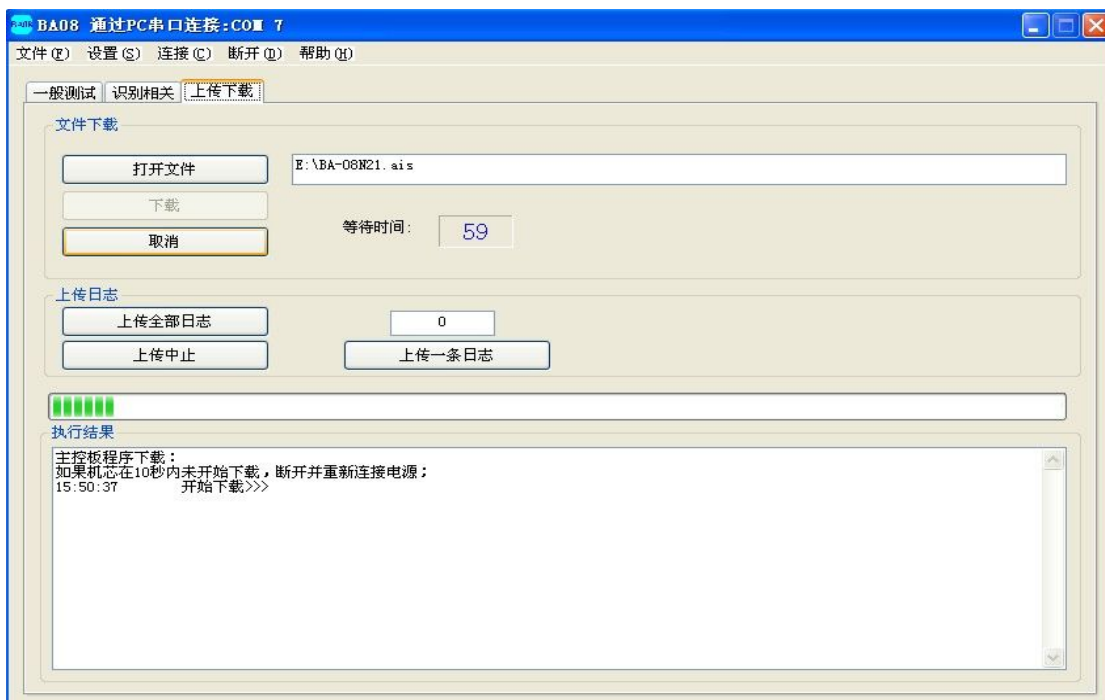 BA08 BA08 通过PC串口连接:COM 7
文件(F) 设置(S) 连接(C) 断开(D) 帮助(H)
一般测试 识别相关 上传下载
文件下载
打开文件 E:\BA-08N21.ais
下载
等待时间: 59
取消
上传日志
上传全部日志 0
上传中止 上传一条日志
执行结果
主控板程序下载:
如果机芯在10秒内未开始下载,断开并重新连接电源;
15:50:37 开始下载>>>